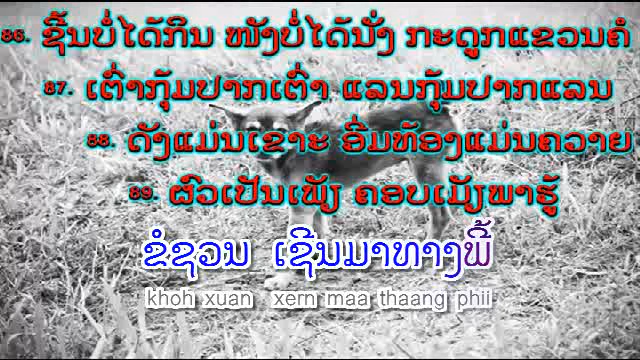 86. ຊີ້ນບໍ່ໄດ້ກິນ ໜັງບໍ່ໄດ້ນັ່ງ ກະດູກແຂວນຄໍ
87. ເຕົ່າກຸ້ມປາກເຕົ່າ ແລນກຸ້ມປາກແລນ
88. ດັງແມ່ນເຂາະ ອີ່ມທ້ອງແມ່ນຄວາຍ
89. ຜົວເປັນເພັງ ຄອບເມັຽພາຮູ້
ຂໍຊວນ ເຊີນມາທາງພີ້
khoh xuan xern maa thaang phii